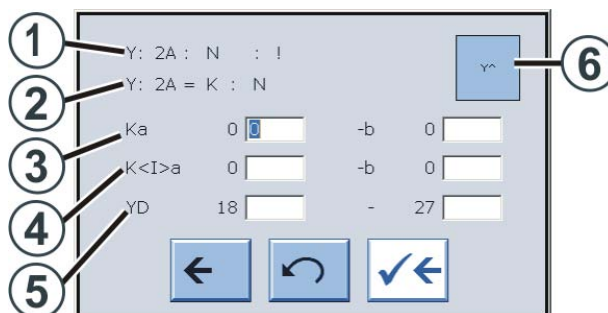 1
Y: 2A : N : !
2
Y: 2A = K : N
6
Y^
3
Ka 0 0 -b 0
4
K<I>a 0 -b 0
5
YD 18 - 27